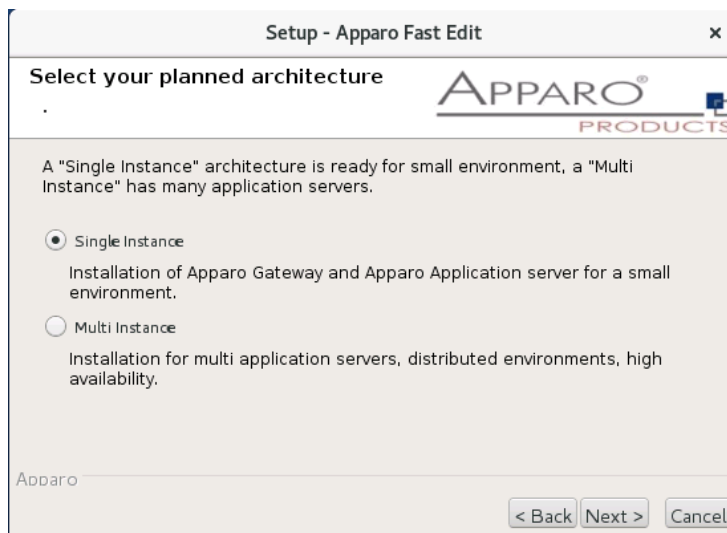 Setup - Apparo Fast Edit
×
Select your planned architecture
.
APPARO®
PRODUCTS
A "Single Instance" architecture is ready for small environment, a "Multi
Instance" has many application servers.
Single Instance
Installation of Apparo Gateway and Apparo Application server for a small
environment.
Multi Instance
Installation for multi application servers, distributed environments, high
availability.
Apparo
< Back Next > Cancel